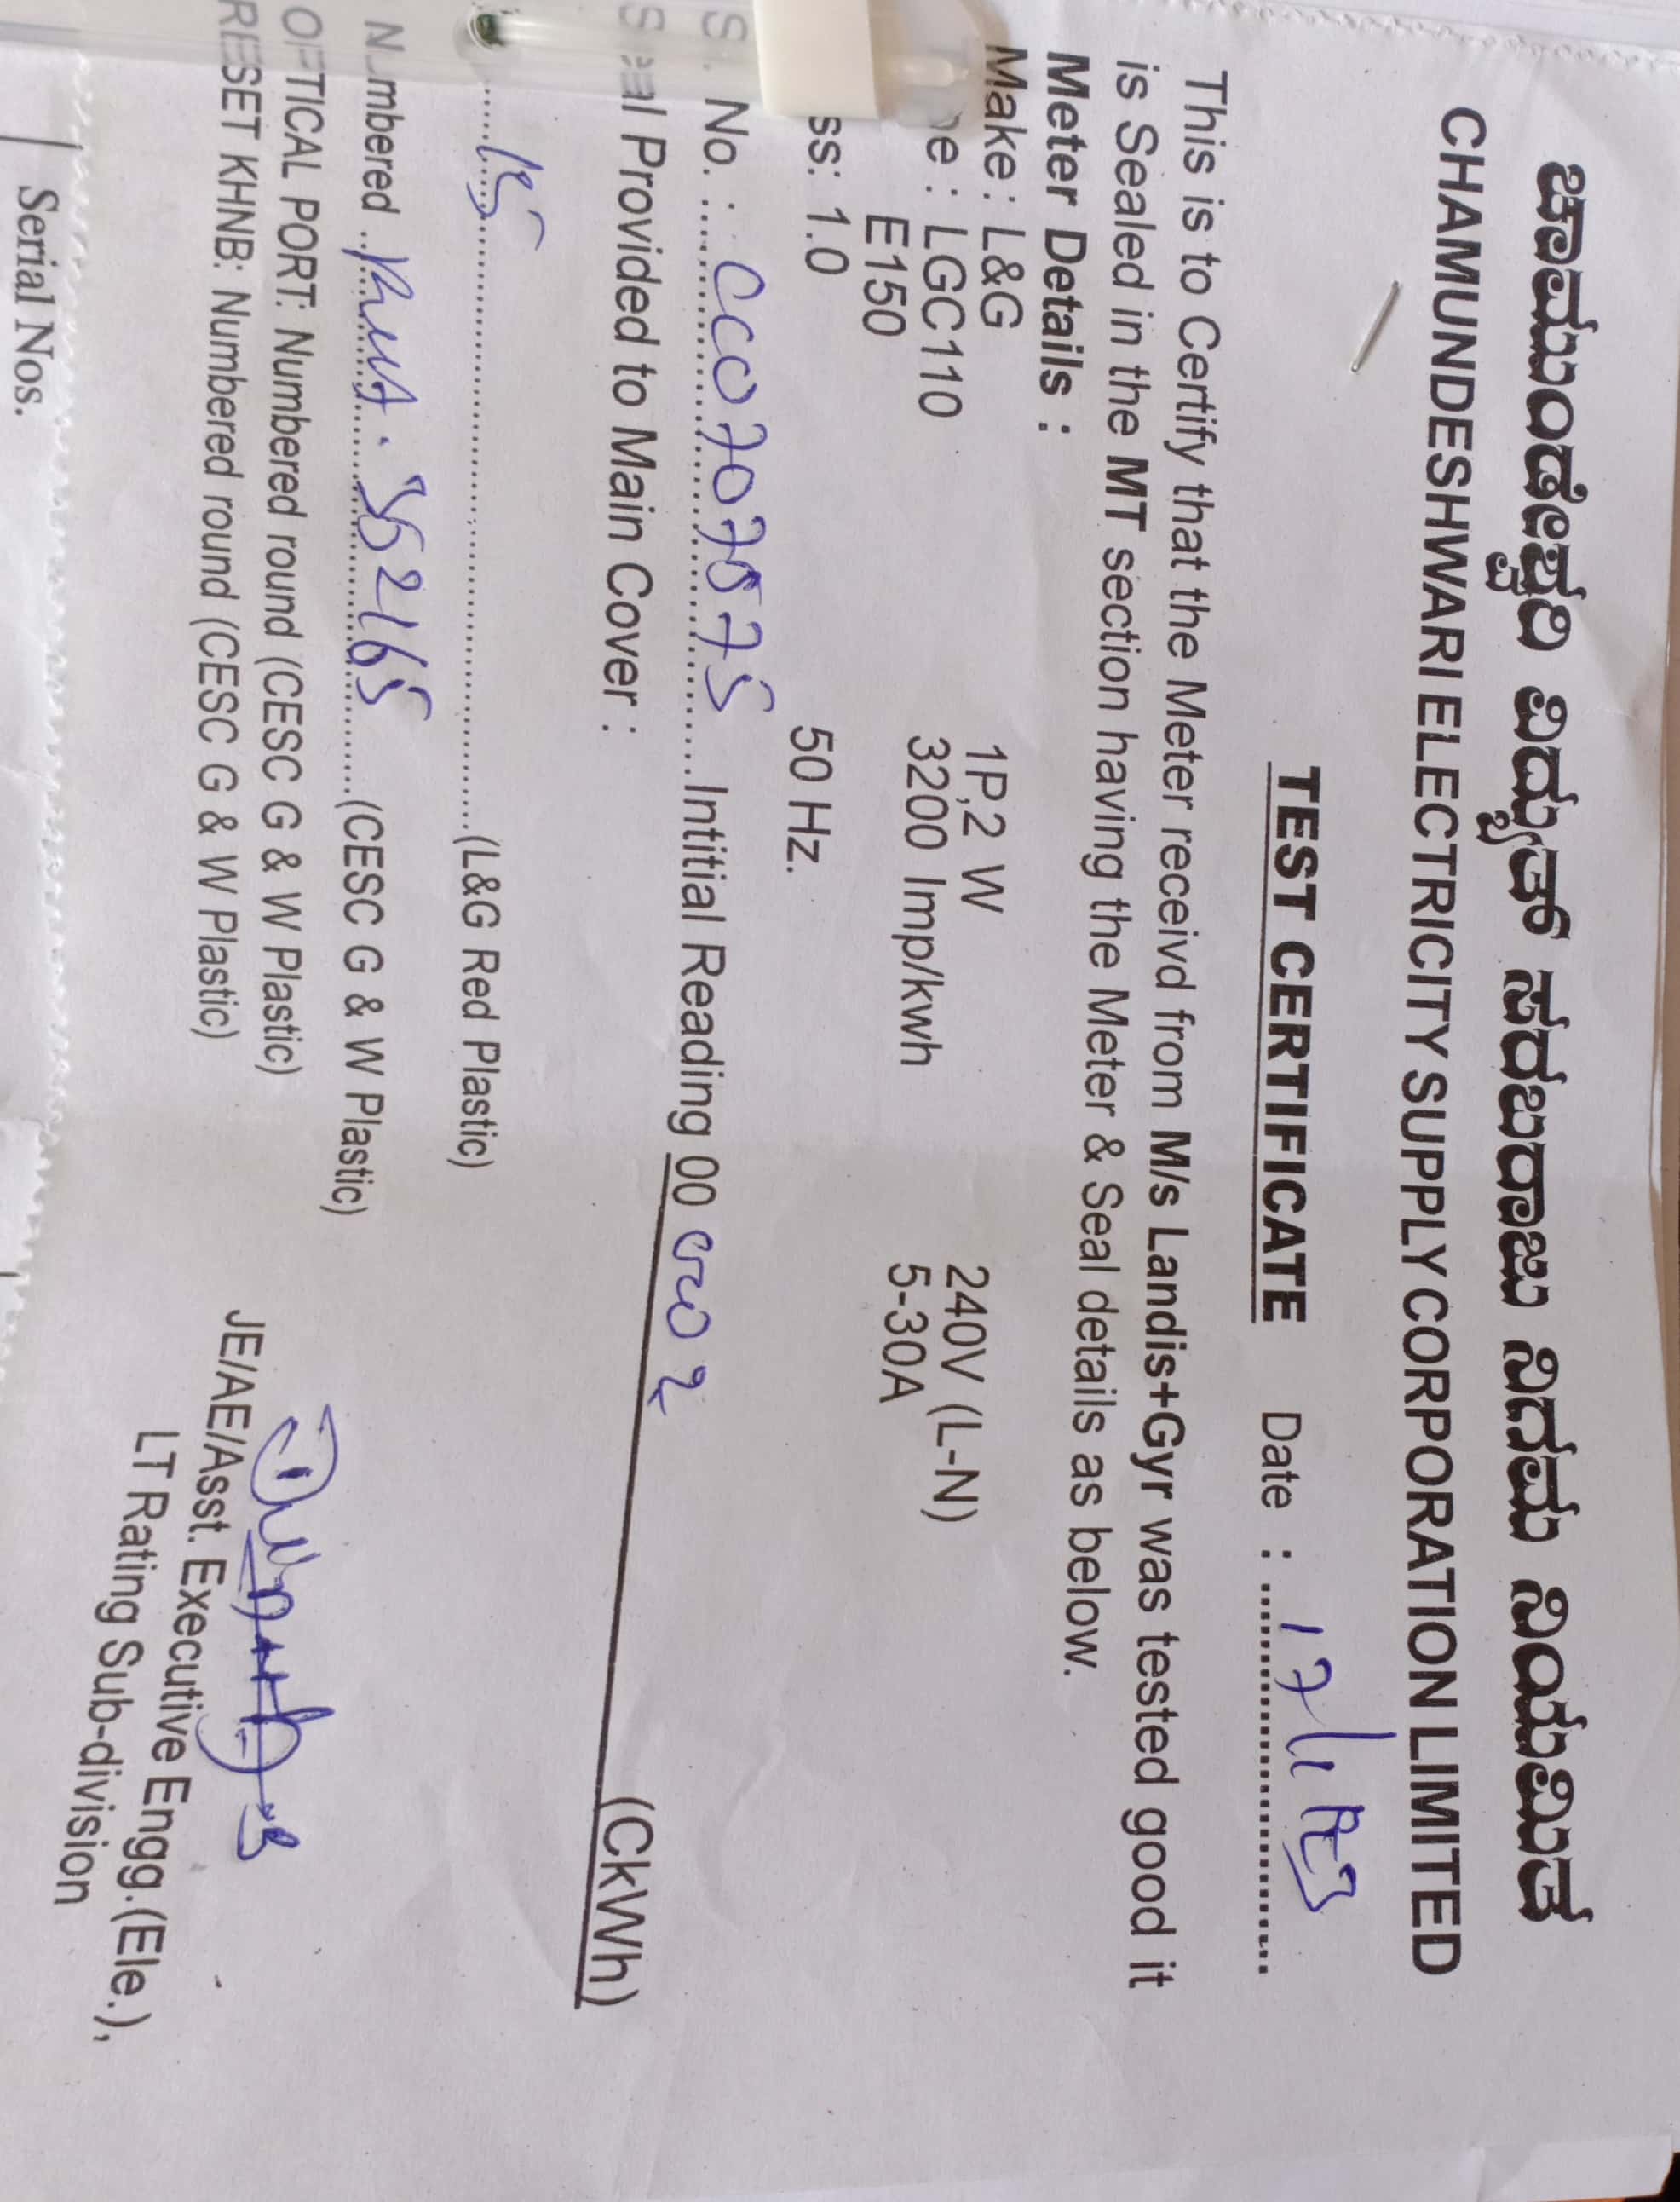 ಚಾಮುಂಡೇಶ್ವರಿ ವಿದ್ಯುತ್ ಸರಬರಾಜು ನಿಗಮ ನಿಯಮಿತ
CHAMUNDESHWARI ELECTRICITY SUPPLY CORPORATION LIMITED
TEST CERTIFICATE Date : 17/1
This is to Certify that the Meter receivd from M/s Landis+Gyr was tested good it
is Sealed in the MT section having the Meter & Seal details as below.
Meter Details :
Make : L&G 1P,2 W 240V (L-N)
: LGC110 3200 Imp/kwh 5-30A
E150
ss: 1.0 50 Hz.
No. : Intitial Reading 00 0002 (CkWh)
Provided to Main Cover :
15 (L&G Red Plastic)
(CESC G & W Plastic)
OPTICAL PORT: Numbered round (CESC G & W Plastic)
RESET KHNB: Numbered round (CESC G & W Plastic)
JE/AE/Asst. Executive Engg.(Ele.),
LT Rating Sub-division
Serial Nos.